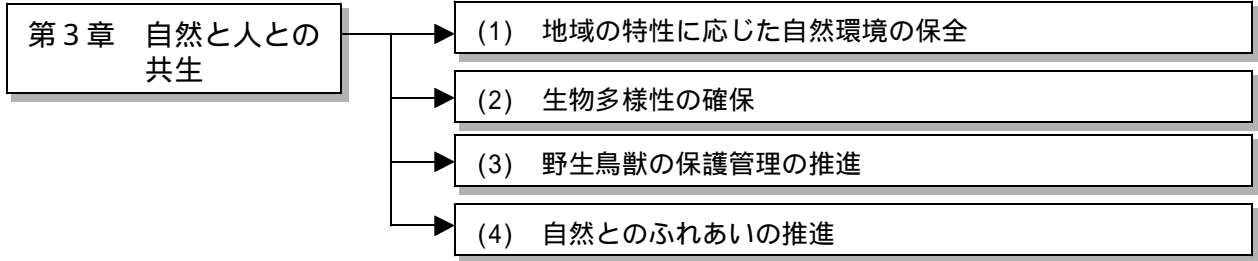 第３章　自然と人との
共生
(1)　地域の特性に応じた自然環境の保全
(2)　生物多様性の確保
(3)　野生鳥獣の保護管理の推進
(4)　自然とのふれあいの推進